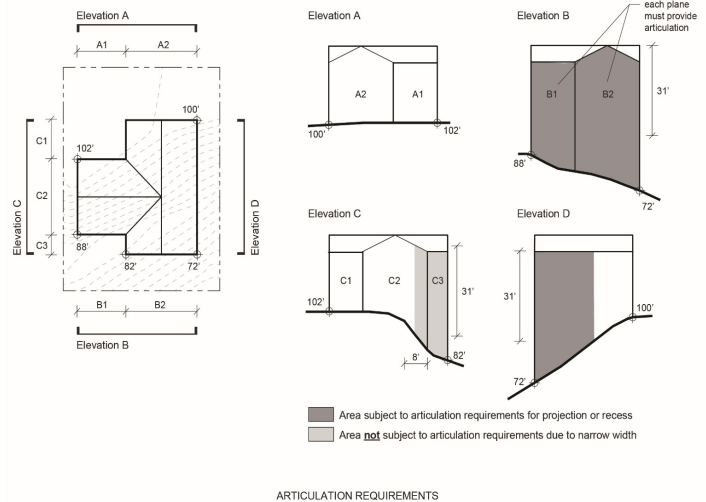 Elevation A
A1
A2
Elevation C
C1
C2
C3
100'
102'
88'
82'
72'
Elevation D
B1
B2
Elevation B
Elevation A
A2
A1
100'
102'
Elevation B
each plane
must provide
articulation
B1
B2
31'
88'
72'
Elevation C
C1
C2
C3
31'
102'
8'
82'
Elevation D
31'
100'
72'
Area subject to articulation requirements for projection or recess
Area not subject to articulation requirements due to narrow width
ARTICULATION REQUIREMENTS